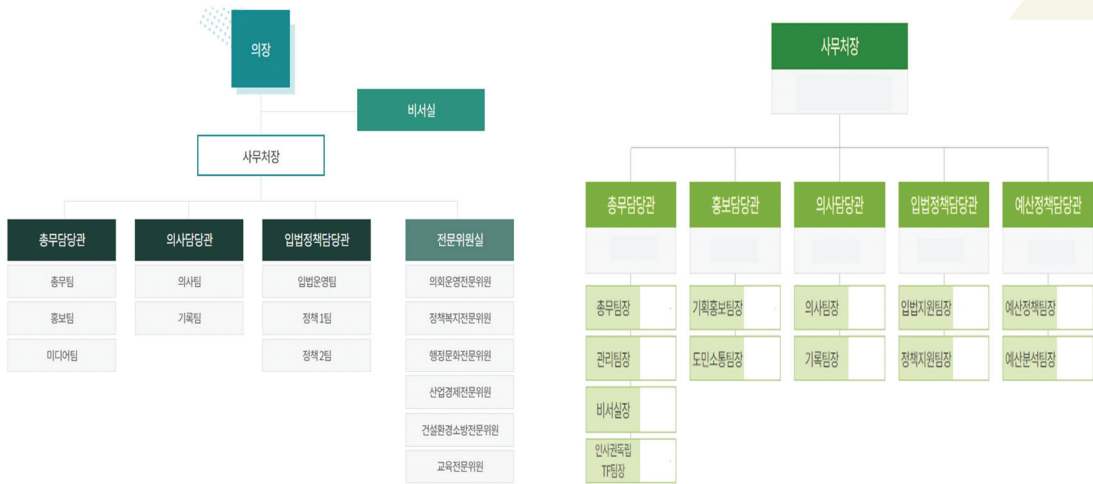 의장
비서실
사무처장
총무담당관
총무팀
홍보팀
미디어팀
의사담당관
의사팀
기록팀
입법정책담당관
입법운영팀
정책 1팀
정책 2팀
전문위원실
의회운영전문위원
정책복지전문위원
행정문화전문위원
산업경제전문위원
건설환경소방전문위원
교육전문위원
사무처장
총무담당관
총무팀장
관리팀장
비서실장
인사권독립
TF팀장
홍보담당관
기획홍보팀장
도민소통팀장
의사담당관
의사팀장
기록팀장
입법정책담당관
입법지원팀장
정책지원팀장
예산정책담당관
예산정책팀장
예산분석팀장